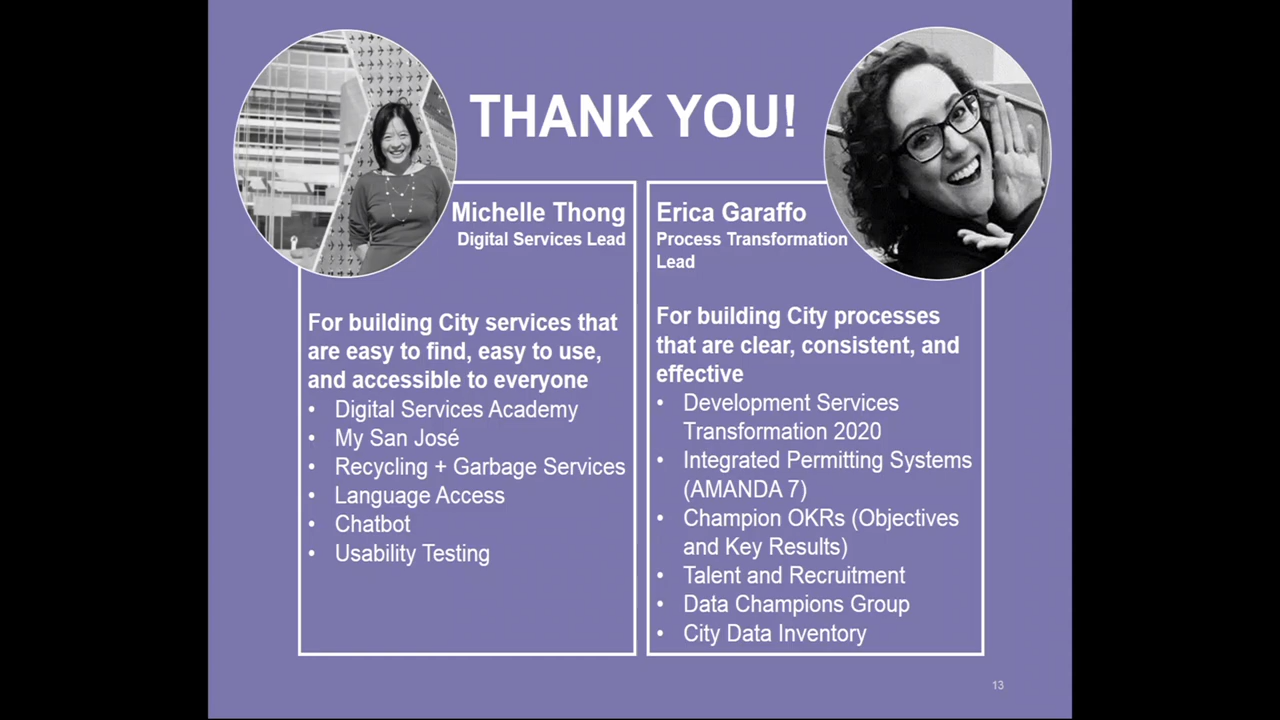 THANK YOU!
Michelle Thong
Digital Services Lead
For building City services that
are easy to find, easy to use,
and accessible to everyone
• Digital Services Academy
• My San José
• Recycling + Garbage Services
• Language Access
• Chatbot
• Usability Testing
Erica Garaffo
Process Transformation
Lead
For building City processes
that are clear, consistent, and
effective
• Development Services
Transformation 2020
• Integrated Permitting Systems
(AMANDA 7)
• Champion OKRs (Objectives
and Key Results)
• Talent and Recruitment
• Data Champions Group
• City Data Inventory
13